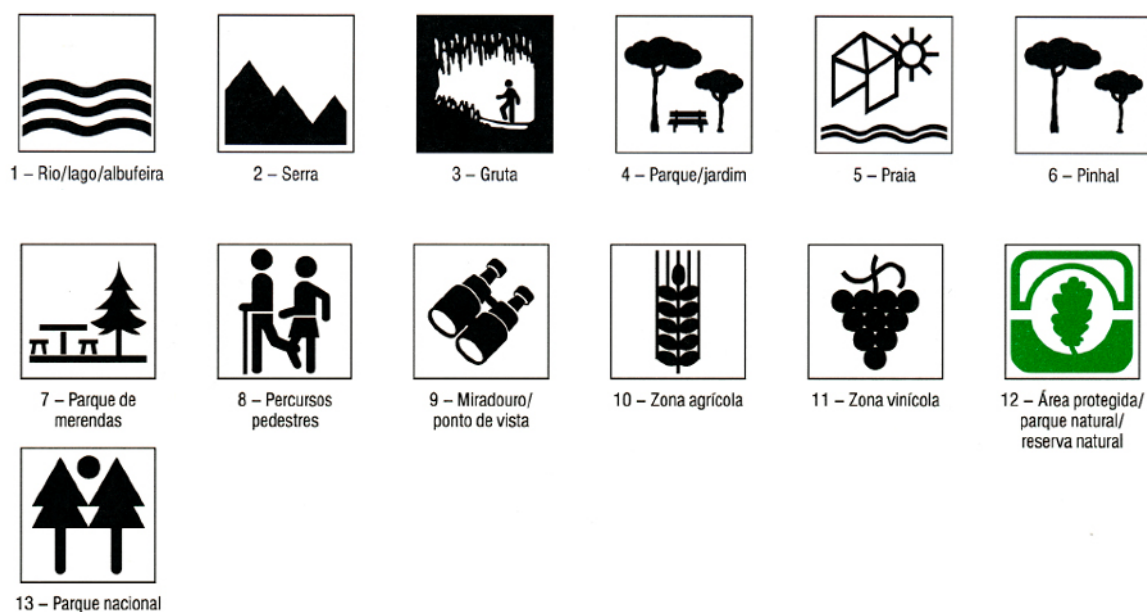 1 – Rio/lago/albufeira
2 – Serra
3 – Gruta
4 – Parque/jardim
5 – Praia
6 – Pinhal
7 – Parque de
merendas
8 – Percursos
pedestres
9 – Miradouro/
ponto de vista
10 – Zona agrícola
11 – Zona vinícola
12 – Área protegida/
parque natural/
reserva natural
13 – Parque nacional